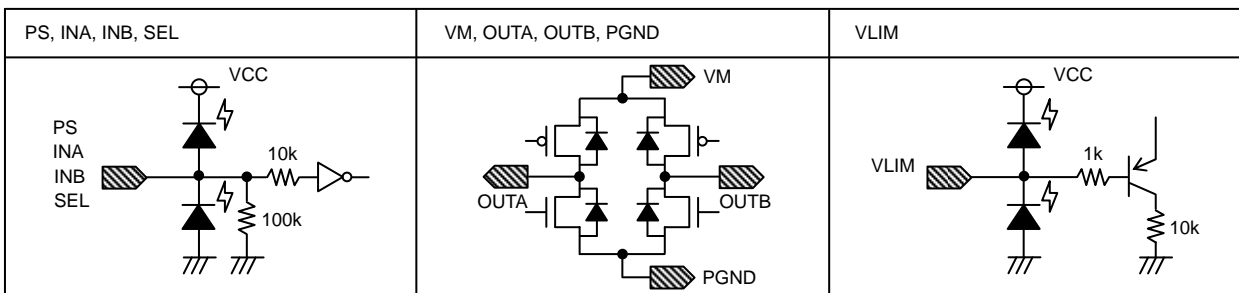 PS, INA, INB, SEL
VM, OUTA, OUTB, PGND
VLIM
VCC
PS
INA
INB
SEL
10k
100k
VM
OUTA
OUTB
PGND
VCC
VLIM
1k
10k